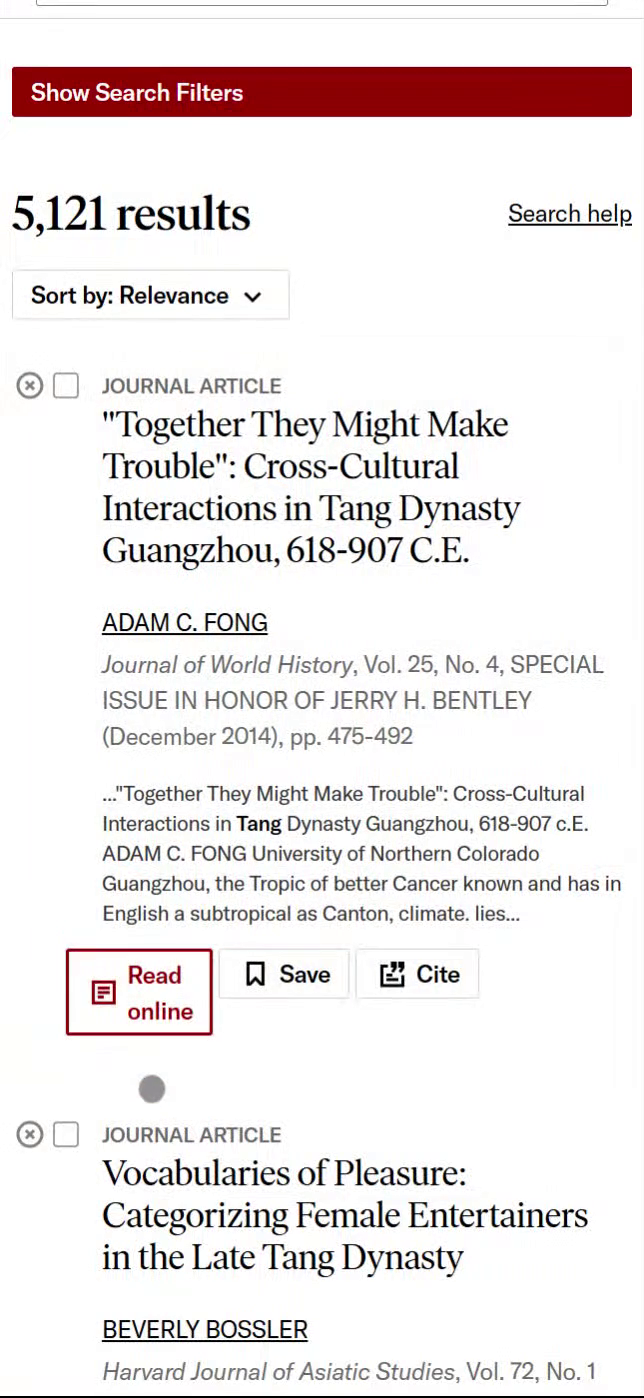 Show Search Filters
5,121 results
Search help
Sort by: Relevance
JOURNAL ARTICLE
"Together They Might Make
Trouble": Cross-Cultural
Interactions in Tang Dynasty
Guangzhou, 618-907 C.E.
ADAM C. FONG
Journal of World History, Vol. 25, No. 4, SPECIAL
ISSUE IN HONOR OF JERRY H. BENTLEY
(December 2014), pp. 475-492
..."Together They Might Make Trouble": Cross-Cultural
Interactions in Tang Dynasty Guangzhou, 618-907 c.E.
ADAM C. FONG University of Northern Colorado
Guangzhou, the Tropic of better Cancer known and has in
English a subtropical as Canton, climate. lies...
Read
online
Save
Cite
JOURNAL ARTICLE
Vocabularies of Pleasure:
Categorizing Female Entertainers
in the Late Tang Dynasty
BEVERLY BOSSLER
Harvard Journal of Asiatic Studies, Vol. 72, No. 1